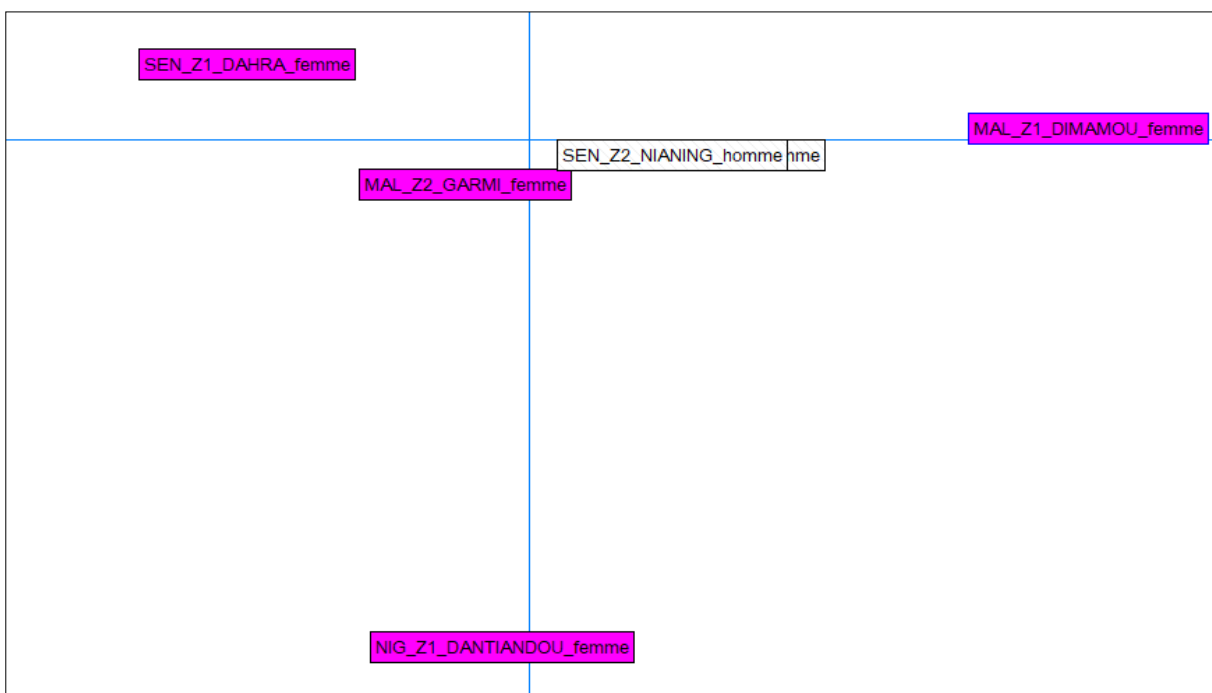 SEN_Z1_DAHRA_femme
MAL_Z1_DIMAMOU_femme
SEN_Z2_NIANING_homme
MAL_Z2_GARMI_femme
NIG_Z1_DANTIANDOU_femme